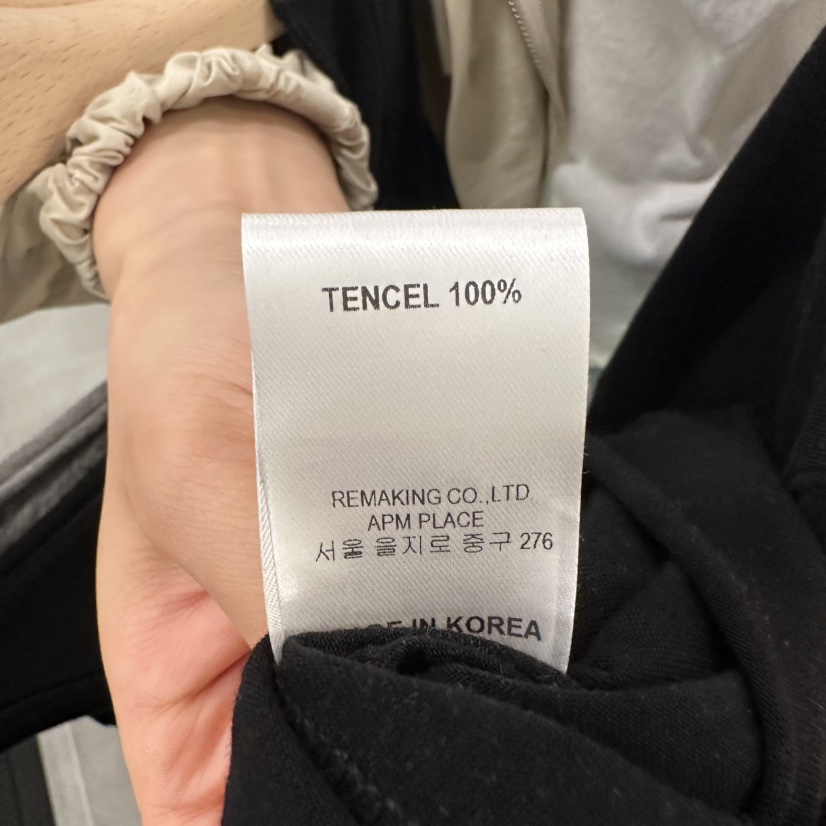 TENCEL 100%
REMAKING CO.,LTD
APM PLACE
서울 을지로 중구 276
IN KOREA